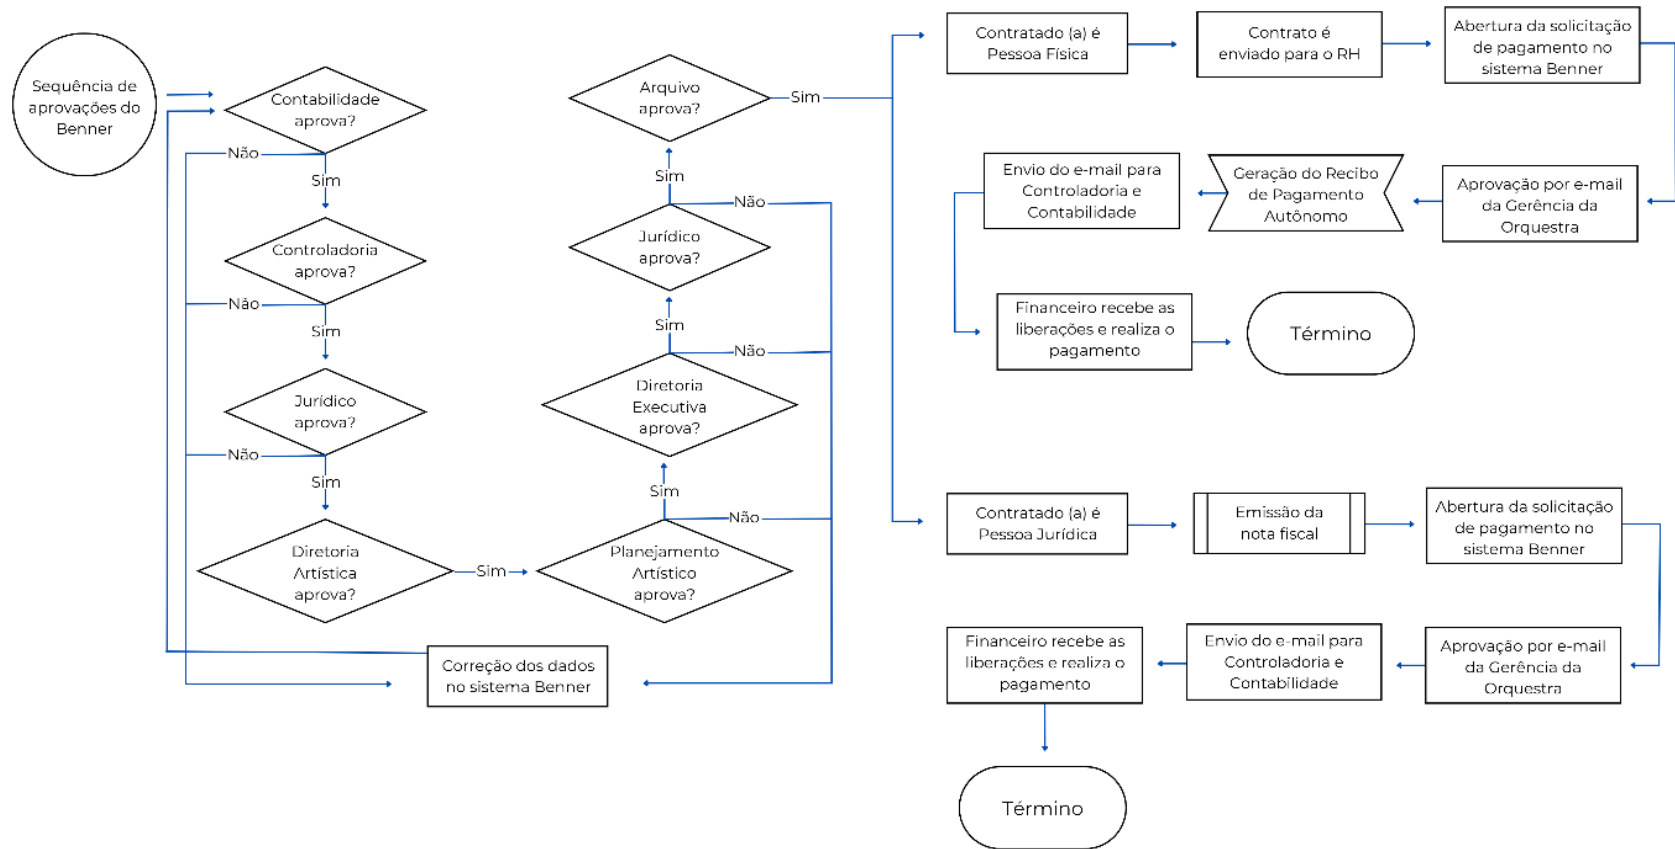 Sequência de
aprovações do
Benner
Contabilidade
aprova?
Não
Sim
Controladoria
aprova?
Não
Sim
Jurídico
aprova?
Não
Sim
Diretoria
Artística
aprova?
Sim
Planejamento
Artístico
aprova?
Não
Sim
Diretoria
Executiva
aprova?
Não
Sim
Jurídico
aprova?
Não
Sim
Arquivo
aprova?
Sim
Correção dos dados
no sistema Benner
Contratado (a) é
Pessoa Física
Contrato é
enviado para o RH
Abertura da solicitação
de pagamento no
sistema Benner
Aprovação por e-mail
da Gerência da
Orquestra
Geração do Recibo
de Pagamento
Autônomo
Envio do e-mail para
Controladoria e
Contabilidade
Financeiro recebe as
liberações e realiza o
pagamento
Término
Contratado (a) é
Pessoa Jurídica
Emissão da
nota fiscal
Abertura da solicitação
de pagamento no
sistema Benner
Aprovação por e-mail
da Gerência da
Orquestra
Envio do e-mail para
Controladoria e
Contabilidade
Financeiro recebe as
liberações e realiza o
pagamento
Término